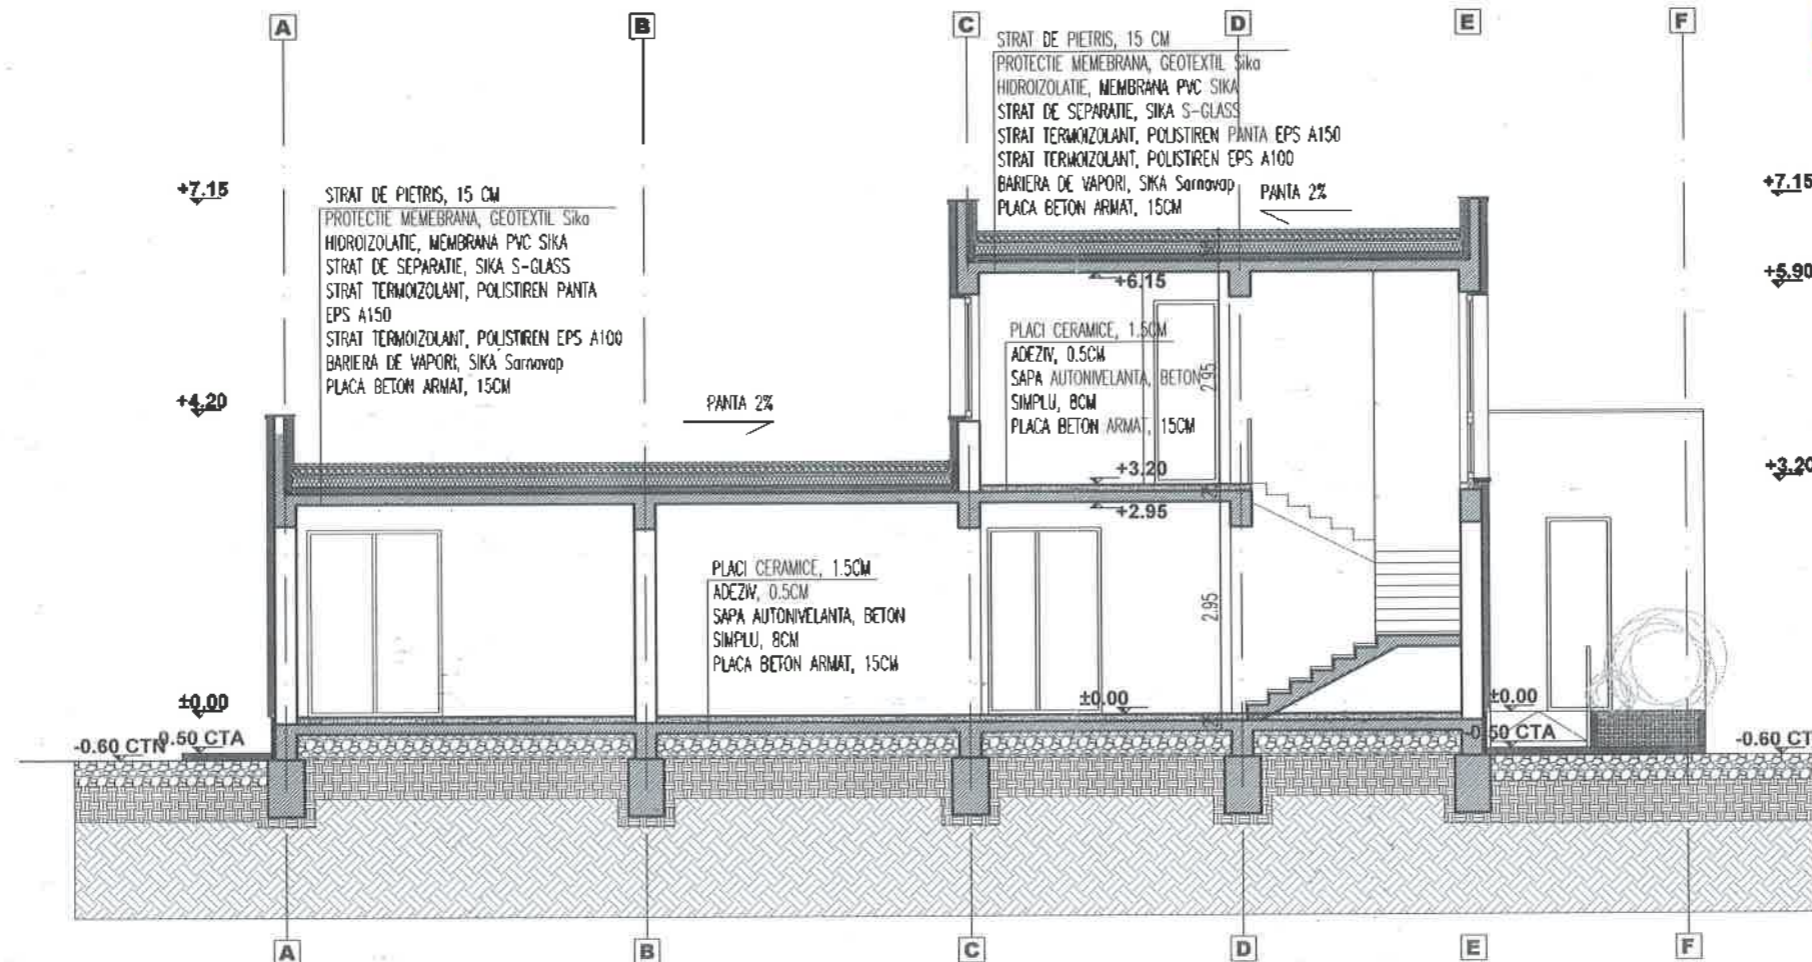 A B C D E F
STRAT DE PIETRIS, 15 CM
PROTECTIE MEMEBRANA, GEOTEXTIL Sika
HIDROIZOLATIE, MEMBRANA PVC SIKA
STRAT DE SEPARATIE, SIKA S-GLASS
STRAT TERMOIZOLANT, POLISTIREN PANTA EPS A150
STRAT TERMOIZOLANT, POLISTIREN EPS A100
BARIERA DE VAPORI, SIKA Sarnavap
PLACA BETON ARMAT, 15CM
PANTA 2%
+7.15
+7.15
STRAT DE PIETRIS, 15 CM
PROTECTIE MEMEBRANA, GEOTEXTIL Sika
HIDROIZOLATIE, MEMBRANA PVC SIKA
STRAT DE SEPARATIE, SIKA S-GLASS
STRAT TERMOIZOLANT, POLISTIREN PANTA
EPS A150
STRAT TERMOIZOLANT, POLISTIREN EPS A100
BARIERA DE VAPORI, SIKA Sarnavap
PLACA BETON ARMAT, 15CM
+6.15
+5.90
PLACI CERAMICE, 1.50M
ADEZIV, 0.5CM
SAPA AUTONIVELANTA, BETON
SIMPLU, 8CM
PLACA BETON ARMAT, 15CM
2.95
+4.20
PANTA 2%
+3.20
+3.20
+2.95
PLACI CERAMICE, 1.5CM
ADEZIV, 0.5CM
SAPA AUTONIVELANTA, BETON
SIMPLU, 8CM
PLACA BETON ARMAT, 15CM
2.95
±0.00
±0.00
±0.00
-0.60 CTN
0.50 CTA
-0.50 CTA
-0.60 CT
A B C D E F